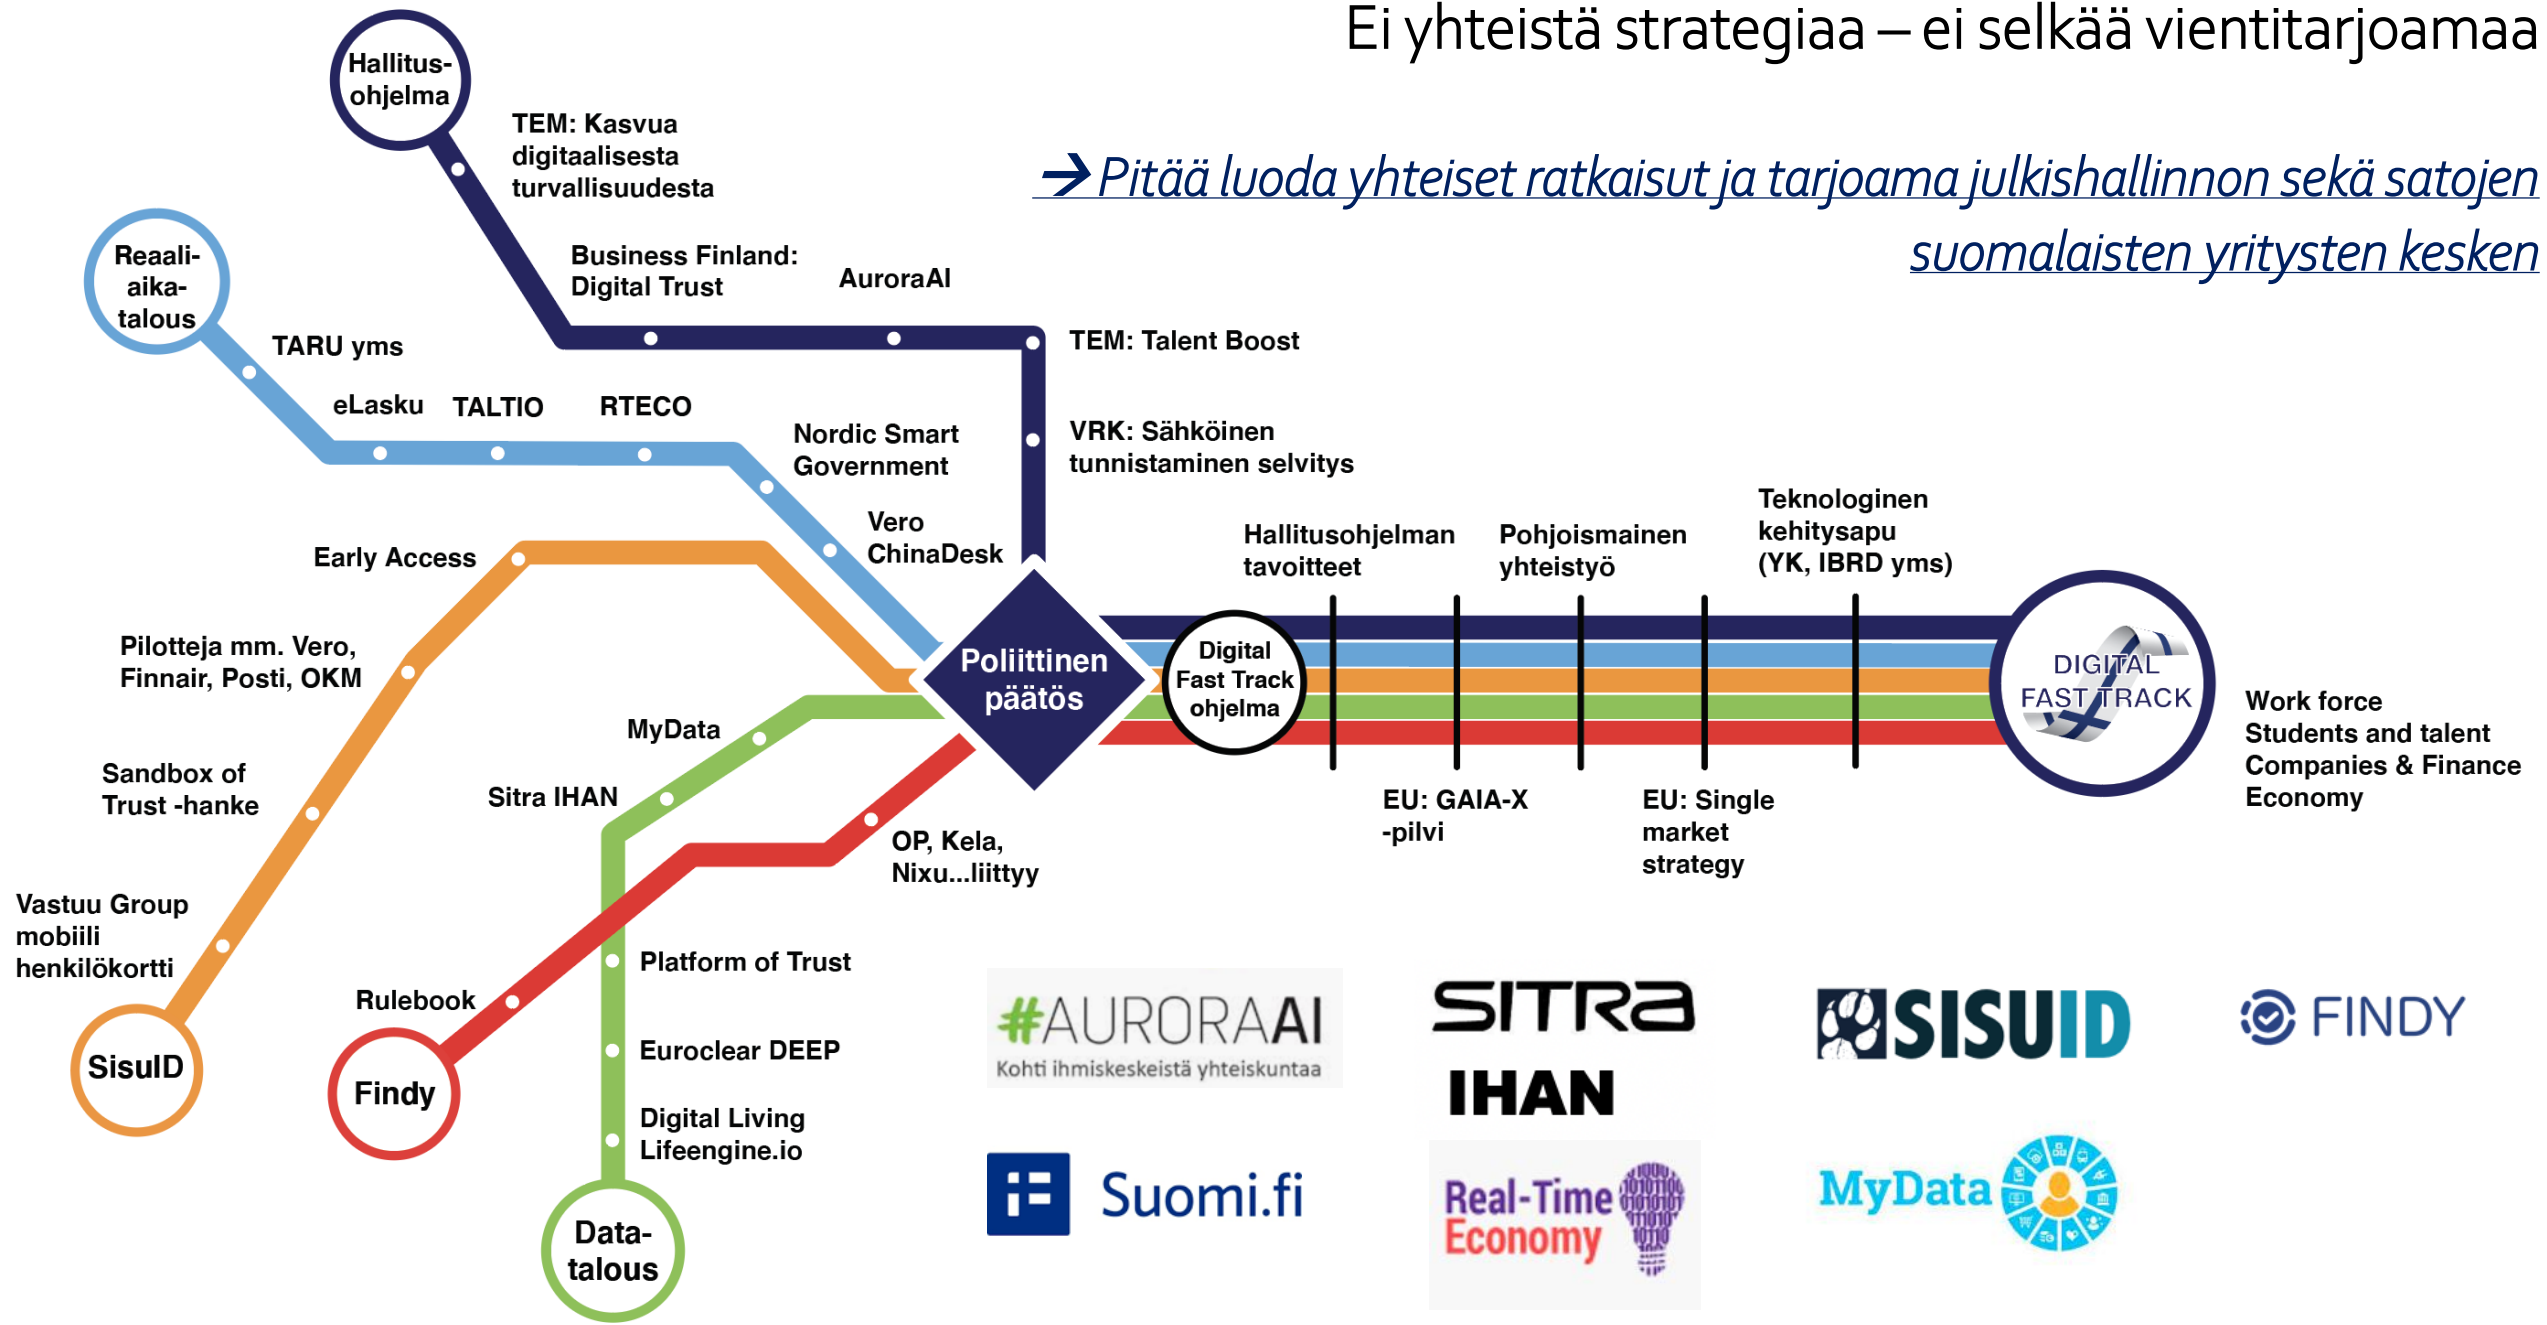 Ei yhteistä strategiaa – ei selkää vientitarjoamaa
→ Pitää luoda yhteiset ratkaisut ja tarjoama julkishallinnon sekä satojen
suomalaisten yritysten kesken
Hallitus-
ohjelma
TEM: Kasvua
digitaalisesta
turvallisuudesta
Business Finland:
Digital Trust
AuroraAI
TEM: Talent Boost
VRK: Sähköinen
tunnistaminen selvitys
Reaali-
aika-
talous
TARU yms
eLasku
TALTIO
RTECO
Nordic Smart
Government
Vero
ChinaDesk
Early Access
Pilotteja mm. Vero,
Finnair, Posti, OKM
Sandbox of
Trust -hanke
Vastuu Group
mobiili
henkilökortti
SisuID
MyData
Sitra IHAN
Platform of Trust
Euroclear DEEP
Digital Living
Lifeengine.io
Data-
talous
OP, Kela,
Nixu...liittyy
Rulebook
Findy
Poliittinen
päätös
Digital
Fast Track
ohjelma
Hallitusohjelman
tavoitteet
EU: GAIA-X
-pilvi
Pohjoismainen
yhteistyö
EU: Single
market
strategy
Teknologinen
kehitysapu
(YK, IBRD yms)
DIGITAL
FAST TRACK
Work force
Students and talent
Companies & Finance
Economy
#AURORAAI
Kohti ihmiskeskeistä yhteiskuntaa
SITRA
IHAN
SISUID
FINDY
Suomi.fi
Real-Time
Economy
MyData